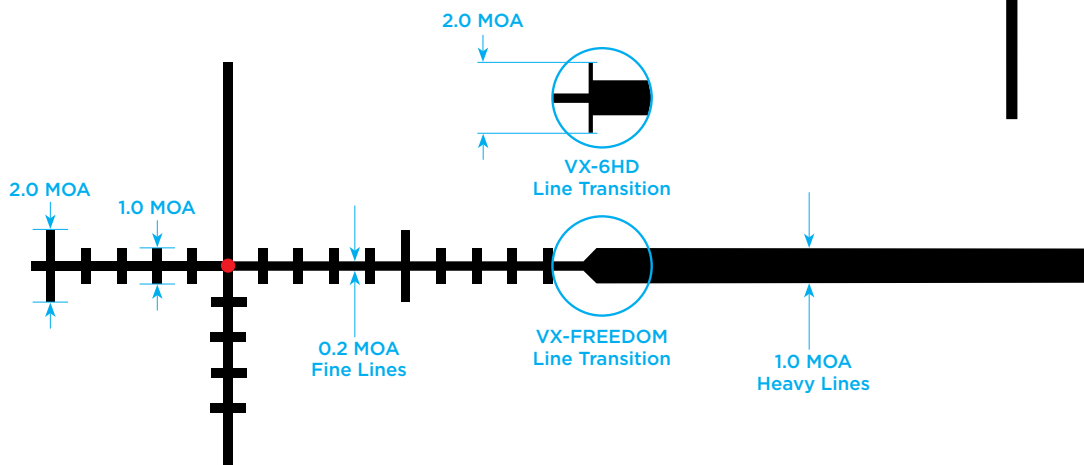 2.0 MOA
VX-6HD
Line Transition
2.0 MOA
1.0 MOA
0.2 MOA
Fine Lines
VX-FREEDOM
Line Transition
1.0 MOA
Heavy Lines